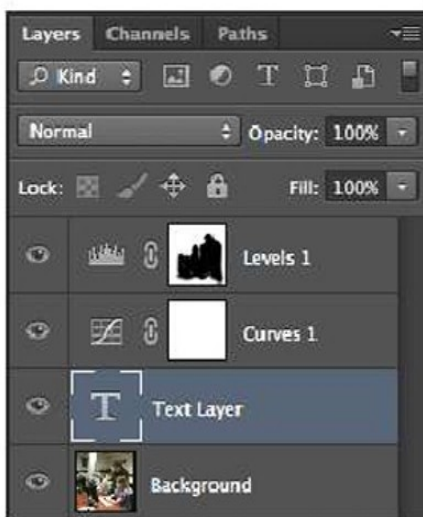 Layers Channels Paths
Kind T
Normal Opacity: 100%
Lock: Fill: 100%
Levels 1
Curves 1
T Text Layer
Background